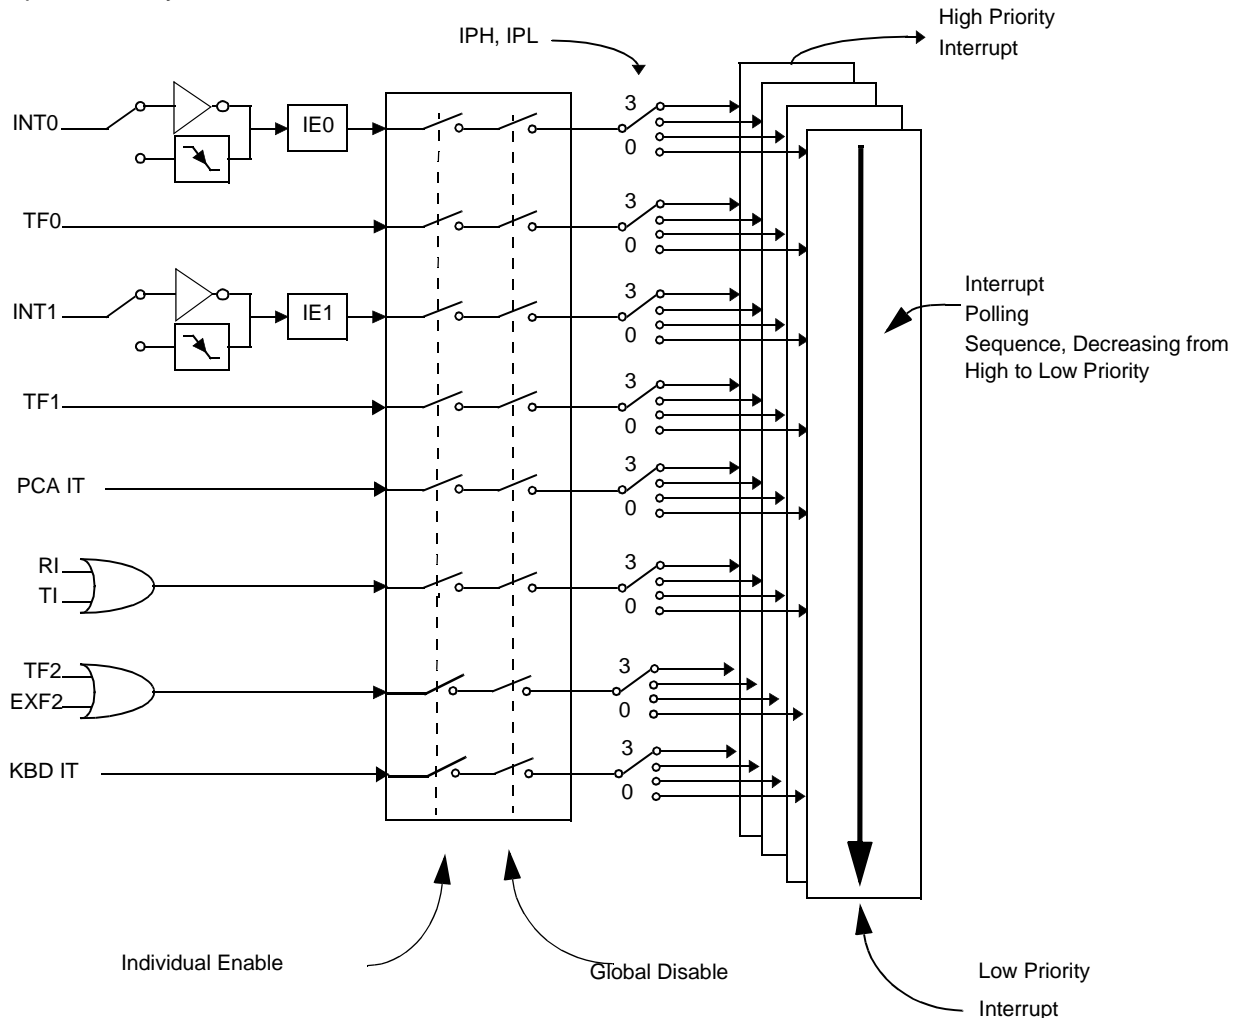 High Priority
Interrupt
IPH, IPL
INT0
IE0
3
0
TF0
3
0
INT1
IE1
3
0
Interrupt
Polling
Sequence, Decreasing from
High to Low Priority
TF1
3
0
PCA IT
3
0
RI
TI
3
0
TF2
EXF2
3
0
KBD IT
3
0
Individual Enable
Global Disable
Low Priority
Interrupt